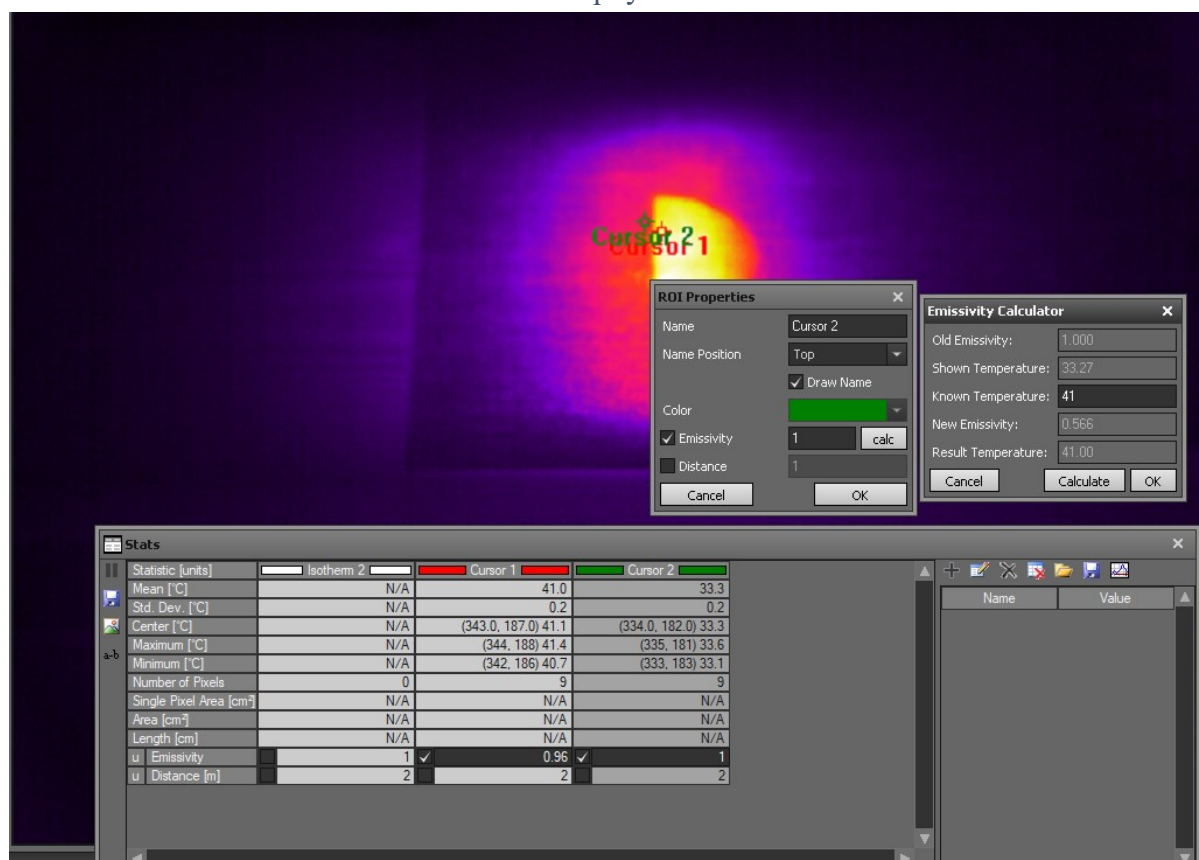 Cursor 2
Cursor 1
ROI Properties
Name Cursor 2
Name Position Top
Draw Name
Color
Emissivity 1 calc
Distance 1
Cancel OK
Emissivity Calculator
Old Emissivity: 1.000
Shown Temperature: 33.27
Known Temperature: 41
New Emissivity: 0.566
Result Temperature: 41.00
Cancel Calculate OK
Stats
Statistic [units] Isotherm 2 Cursor 1 Cursor 2
Mean [°C] N/A 41.0 33.3
Std. Dev. [°C] N/A 0.2 0.2
Center [°C] N/A (343.0, 187.0) 41.1 (334.0, 182.0) 33.3
Maximum [°C] N/A (344, 188) 41.4 (335, 181) 33.6
Minimum [°C] N/A (342, 186) 40.7 (333, 183) 33.1
Number of Pixels 0 9 9
Single Pixel Area [cm²] N/A N/A N/A
Area [cm²] N/A N/A N/A
Length [cm] N/A N/A N/A
u Emissivity 1 0.96 1
u Distance [m] 2 2 2
a-b
Name Value